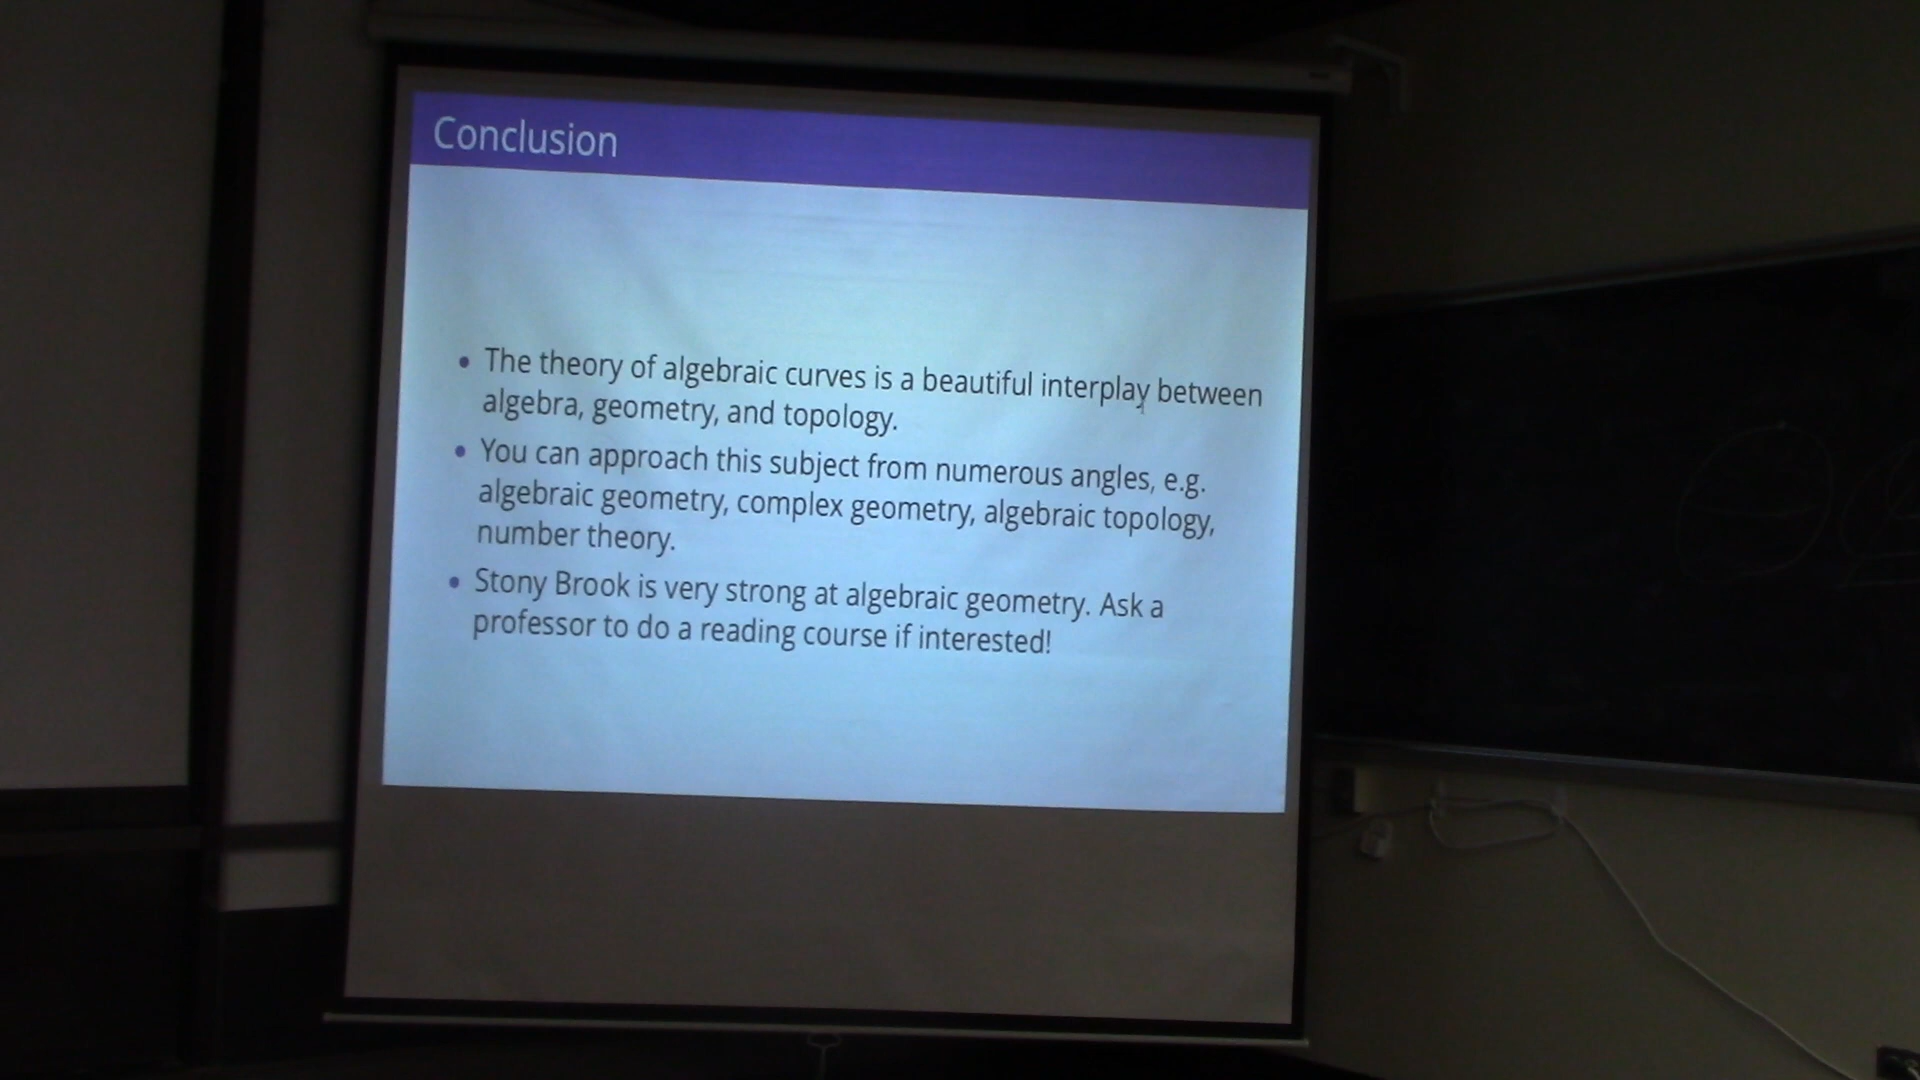 Conclusion
• The theory of algebraic curves is a beautiful interplay between
algebra, geometry, and topology.
• You can approach this subject from numerous angles, e.g.
algebraic geometry, complex geometry, algebraic topology,
number theory.
• Stony Brook is very strong at algebraic geometry. Ask a
professor to do a reading course if interested!